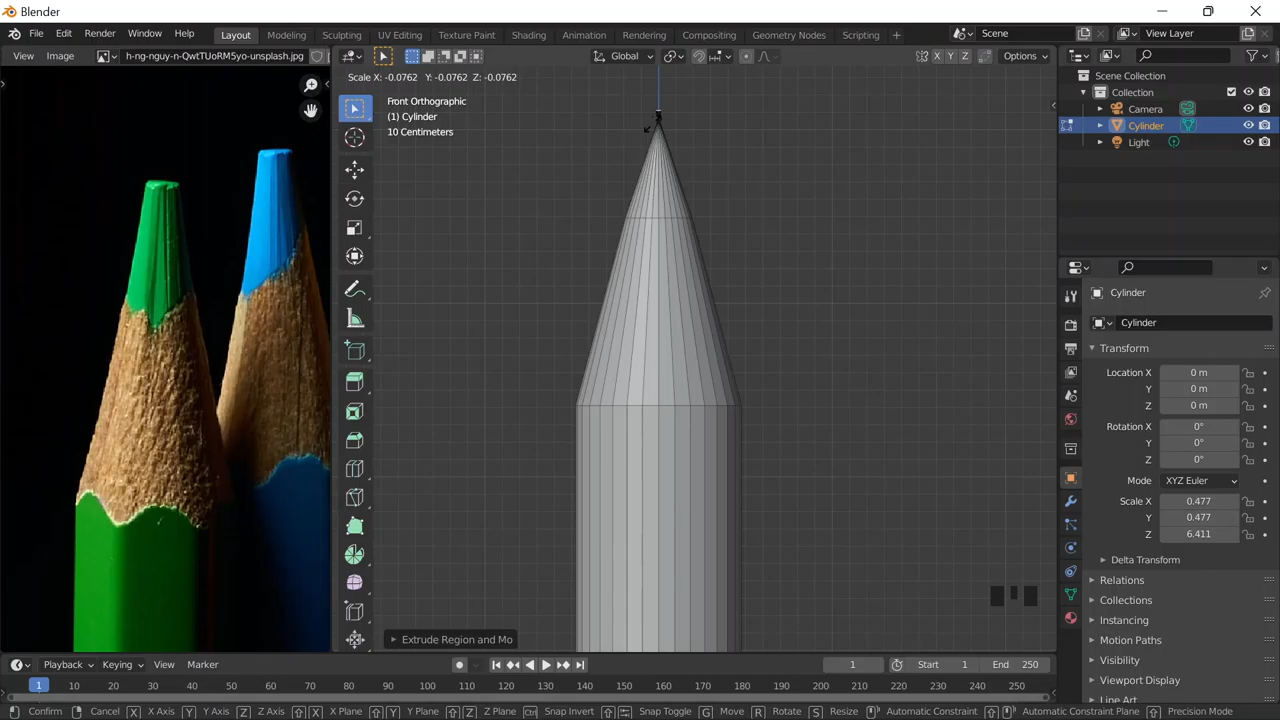 Blender
File Edit Render Window Help Layout Modeling Sculpting UV Editing Texture Paint Shading Animation Rendering Compositing Geometry Nodes Scripting + Scene View Layer
View Image h-ng-nguy-n-QwtTUoRM5yo-unsplash.jpg Global X Y Z Options
Scale X: -0.0762 Y: -0.0762 Z: -0.0762
Front Orthographic
(1) Cylinder
10 Centimeters
Scene Collection
Collection
Camera
Cylinder
Light
Cylinder
Cylinder
Transform
Location X 0 m
Y 0 m
Z 0 m
Rotation X 0°
Y 0°
Z 0°
Mode XYZ Euler
Scale X 0.477
Y 0.477
Z 6.411
Delta Transform
Relations
Collections
Instancing
Motion Paths
Visibility
Viewport Display
Line Art
Extrude Region and Mo
Playback Keying View Marker 1 Start 1 End 250
1 10 20 30 40 50 60 70 80 90 100 110 120 130 140 150 160 170 180 190 200 210 220 230 240 250
Confirm Cancel X X Axis Y Y Axis Z Z Axis X X Plane Y Y Plane Z Z Plane Ctrl Snap Invert Snap Toggle G Move R Rotate S Resize Automatic Constraint Automatic Constraint Plane Precision Mode